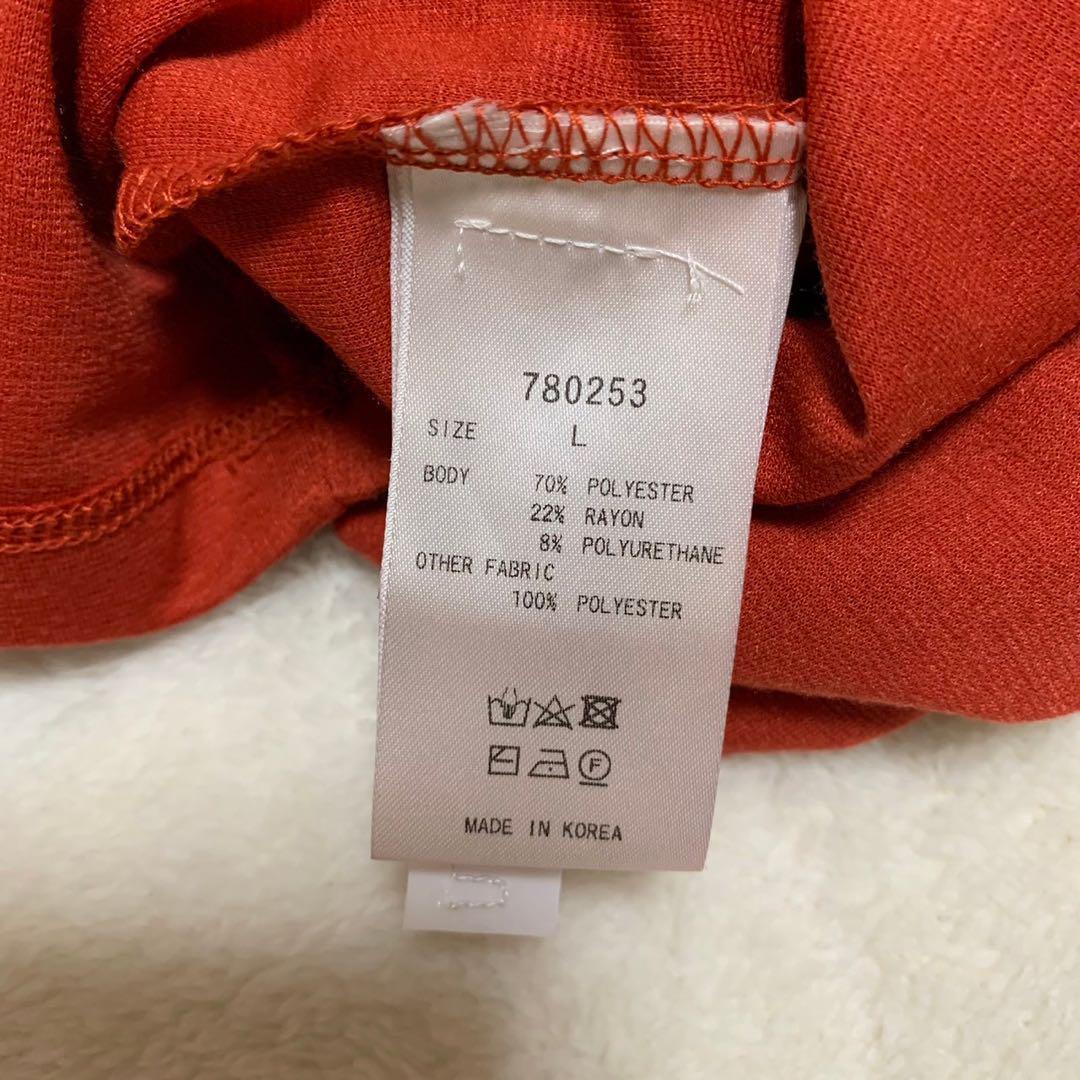 780253
SIZE L
BODY 70% POLYESTER
22% RAYON
8% POLYURETHANE
OTHER FABRIC
100% POLYESTER
F
MADE IN KOREA